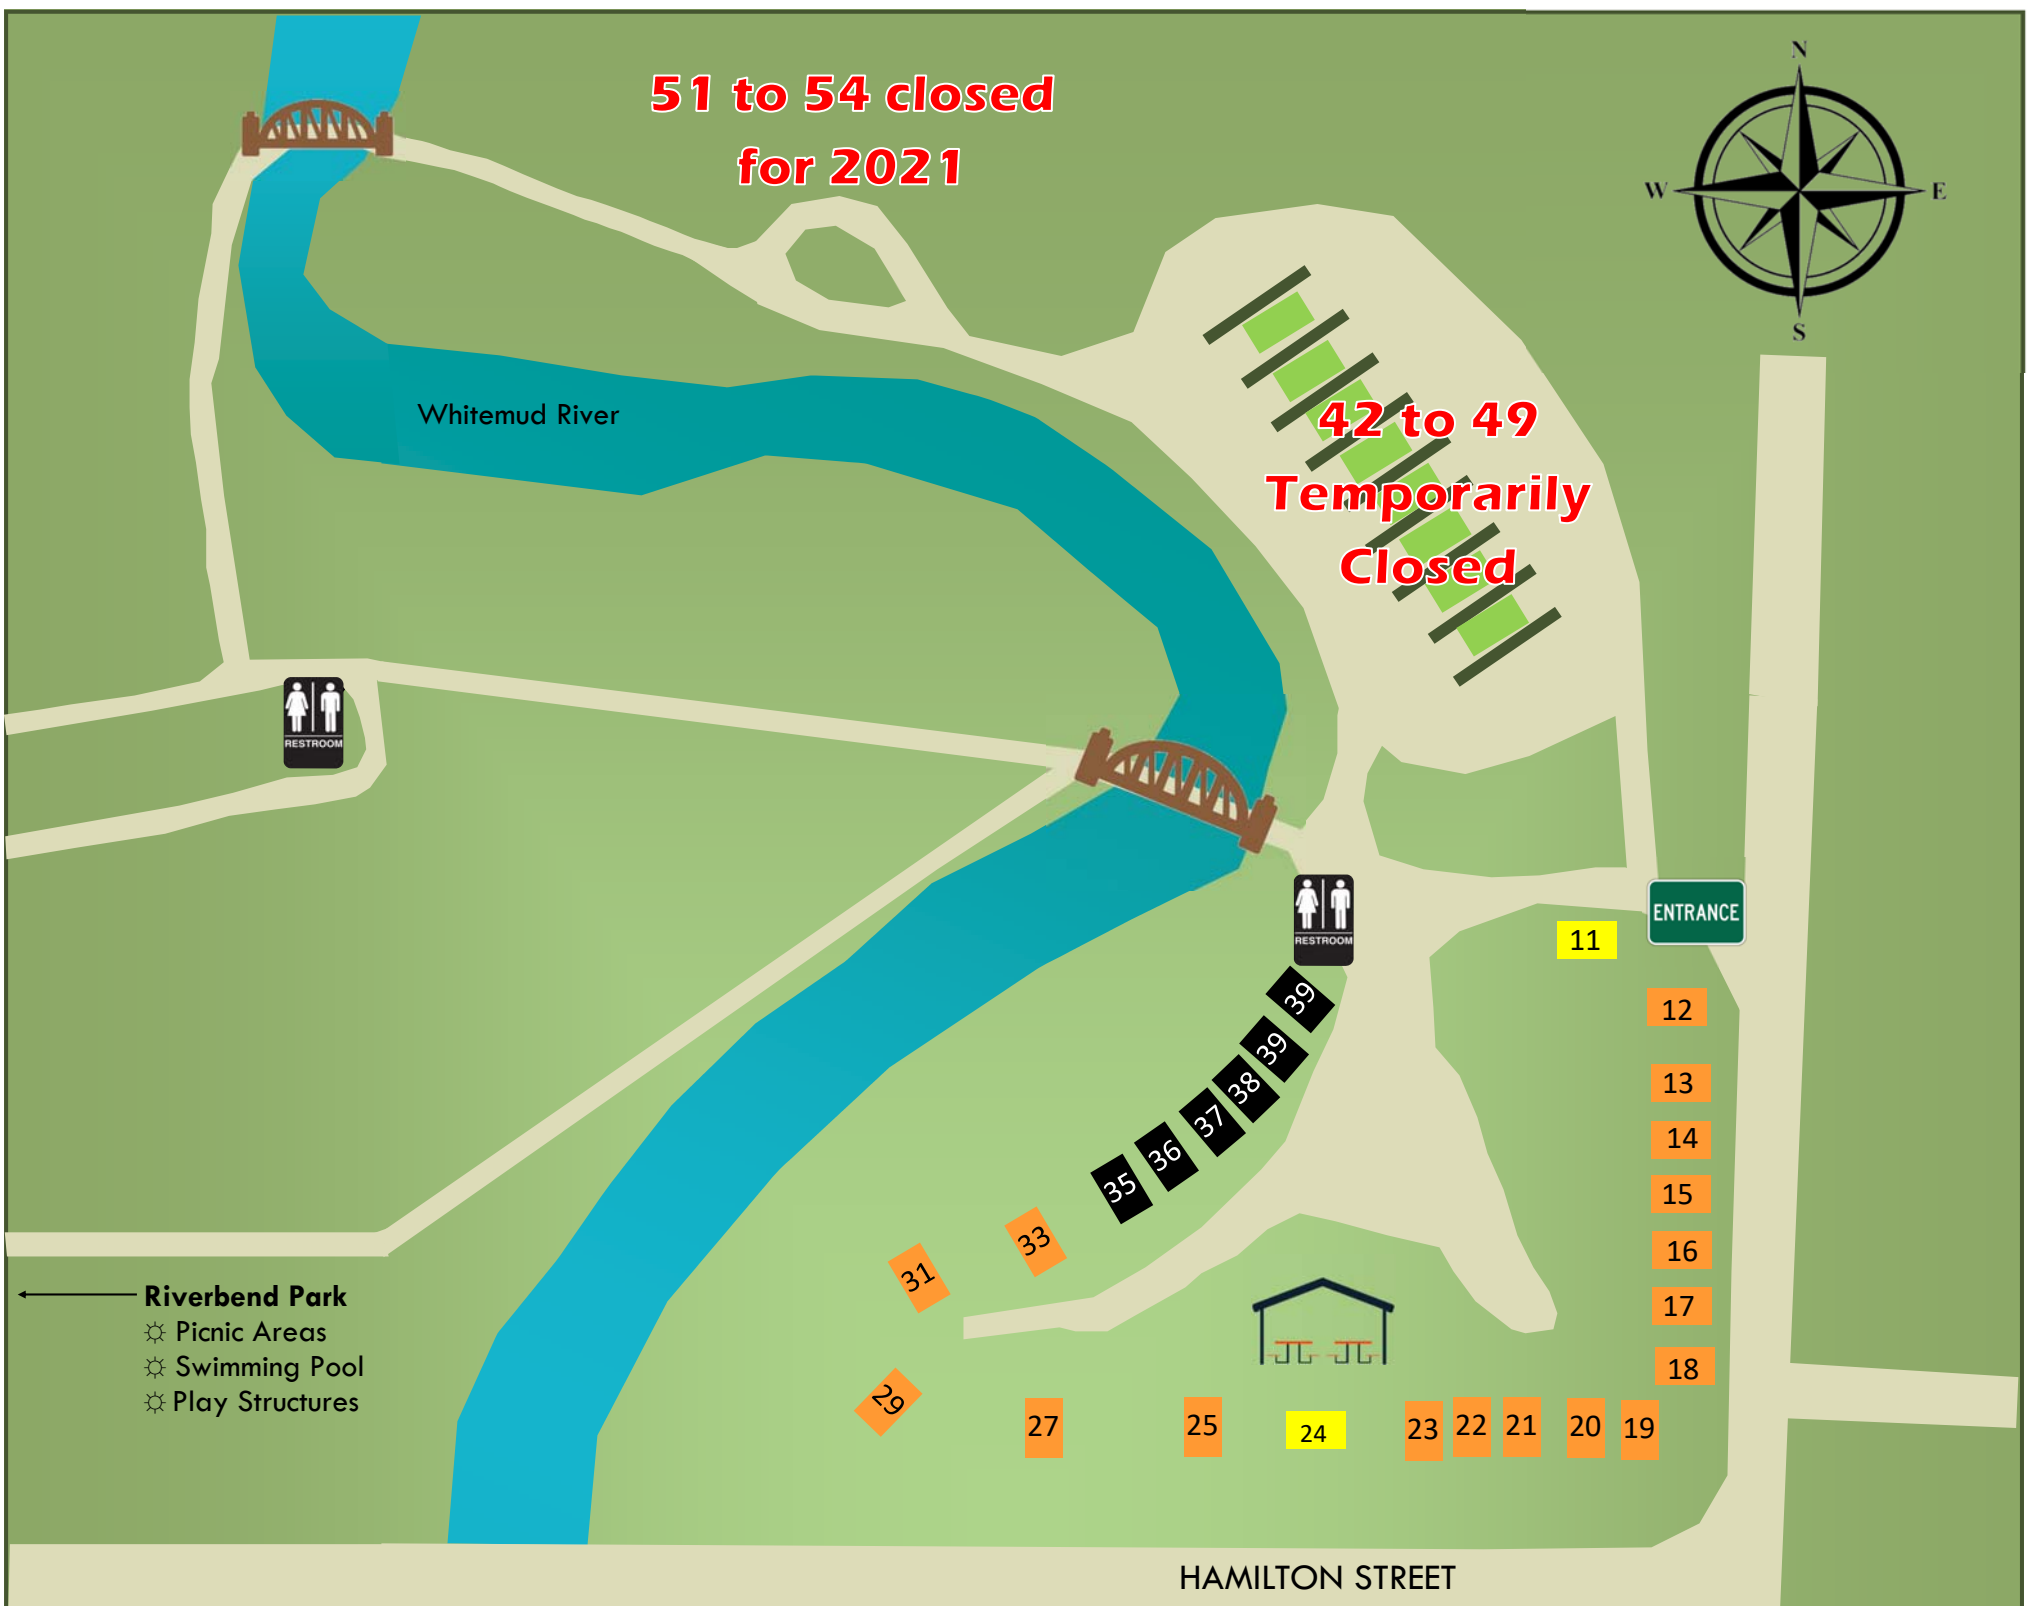 51 to 54 closed
for 2021
N
W
E
S
42 to 49
Temporarily
Closed
Whitemud River
RESTROOM
RESTROOM
ENTRANCE
11
12
13
14
15
16
17
18
19
20
21
22
23
24
25
27
29
31
33
35
36
37
38
39
39
Riverbend Park
☼ Picnic Areas
☼ Swimming Pool
☼ Play Structures
HAMILTON STREET